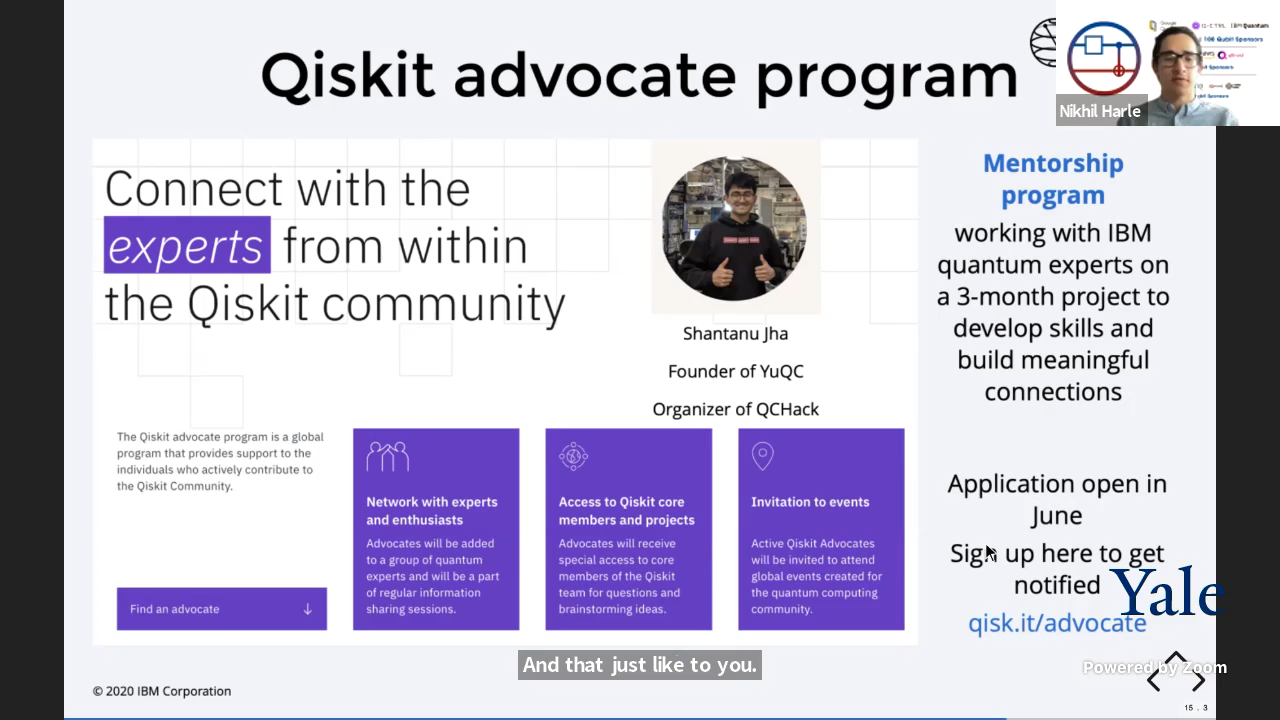 Qiskit advocate program
IBM Quantum
100 Qubit Sponsors
Nikhil Harle
Connect with the
experts from within
the Qiskit community
Shantanu Jha
Founder of YuQC
Organizer of QCHack
Mentorship
program
working with IBM
quantum experts on
a 3-month project to
develop skills and
build meaningful
connections
Application open in
June
Sign up here to get
notified
qisk.it/advocate
Yale
The Qiskit advocate program is a global
program that provides support to the
individuals who actively contribute to
the Qiskit Community.
Find an advocate
Network with experts
and enthusiasts
Advocates will be added
to a group of quantum
experts and will be a part
of regular information
sharing sessions.
Access to Qiskit core
members and projects
Advocates will receive
special access to core
members of the Qiskit
team for questions and
brainstorming ideas.
Invitation to events
Active Qiskit Advocates
will be invited to attend
global events created for
the quantum computing
community.
And that just like to you.
Powered by Zoom
© 2020 IBM Corporation
15 . 3